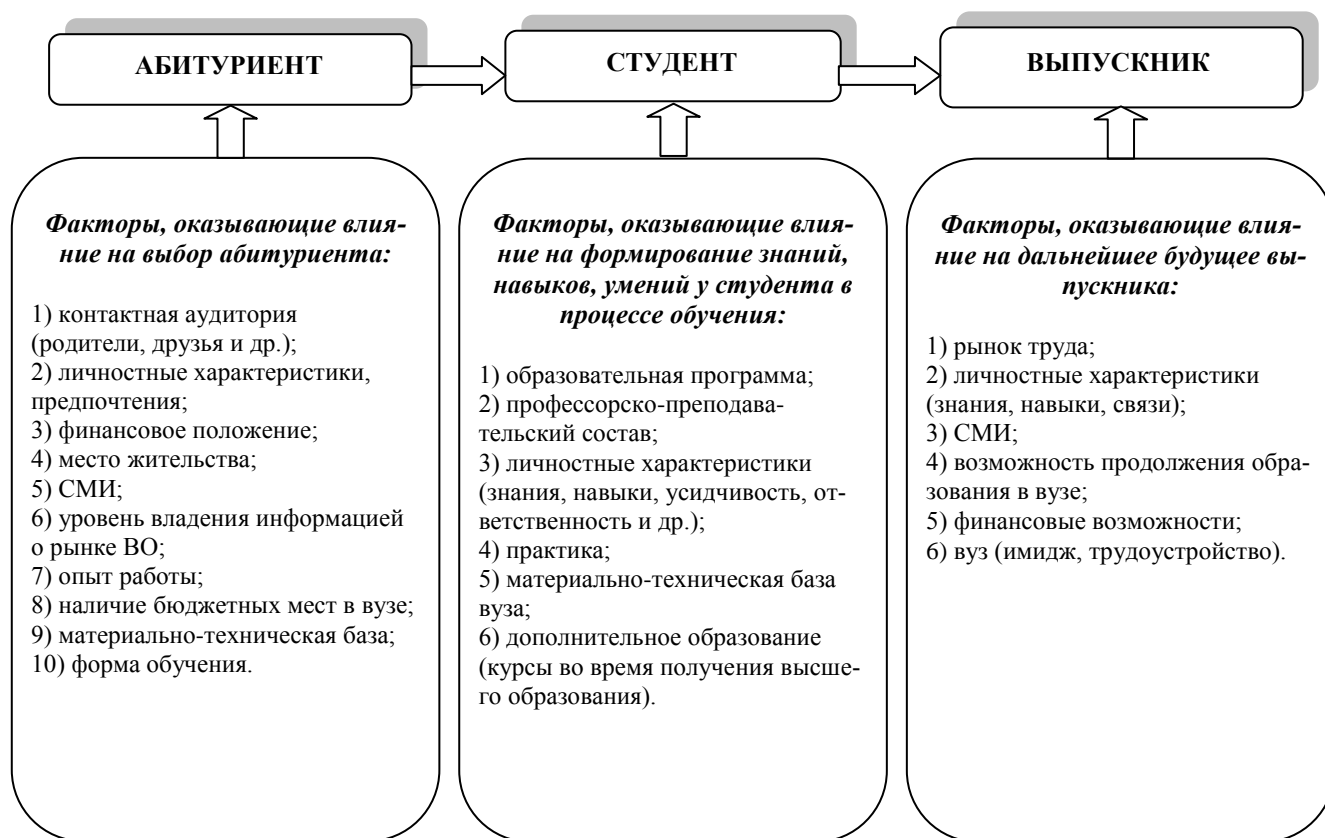 АБИТУРИЕНТ
СТУДЕНТ
ВЫПУСКНИК
Факторы, оказывающие влия-
ние на выбор абитуриента:
1) контактная аудитория
(родители, друзья и др.);
2) личностные характеристики,
предпочтения;
3) финансовое положение;
4) место жительства;
5) СМИ;
6) уровень владения информацией
о рынке ВО;
7) опыт работы;
8) наличие бюджетных мест в вузе;
9) материально-техническая база;
10) форма обучения.
Факторы, оказывающие влия-
ние на формирование знаний,
навыков, умений у студента в
процессе обучения:
1) образовательная программа;
2) профессорско-преподава-
тельский состав;
3) личностные характеристики
(знания, навыки, усидчивость, от-
ветственность и др.);
4) практика;
5) материально-техническая база
вуза;
6) дополнительное образование
(курсы во время получения высше-
го образования).
Факторы, оказывающие влия-
ние на дальнейшее будущее вы-
пускника:
1) рынок труда;
2) личностные характеристики
(знания, навыки, связи);
3) СМИ;
4) возможность продолжения обра-
зования в вузе;
5) финансовые возможности;
6) вуз (имидж, трудоустройство).